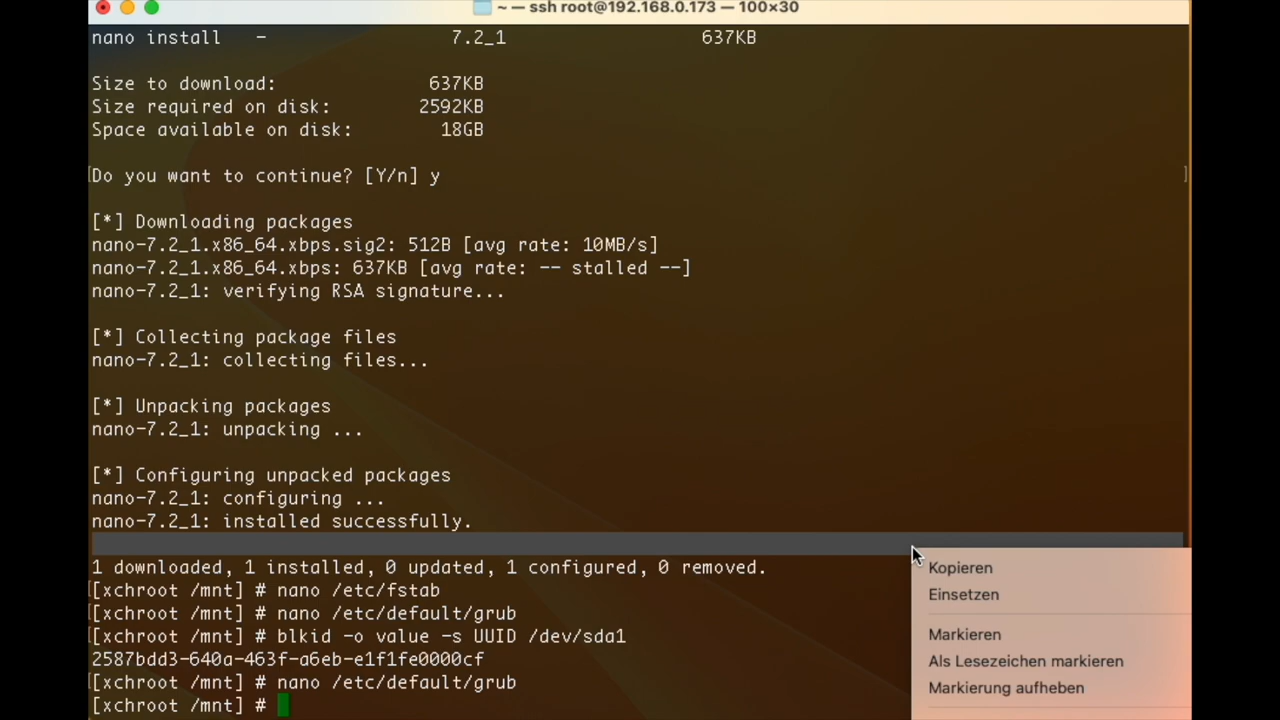 ~ — ssh root@192.168.0.173 — 100×30
nano install - 7.2_1 637KB
Size to download: 637KB
Size required on disk: 2592KB
Space available on disk: 18GB
Do you want to continue? [Y/n] y
[*] Downloading packages
nano-7.2_1.x86_64.xbps.sig2: 512B [avg rate: 10MB/s]
nano-7.2_1.x86_64.xbps: 637KB [avg rate: -- stalled --]
nano-7.2_1: verifying RSA signature...
[*] Collecting package files
nano-7.2_1: collecting files...
[*] Unpacking packages
nano-7.2_1: unpacking ...
[*] Configuring unpacked packages
nano-7.2_1: configuring ...
nano-7.2_1: installed successfully.
1 downloaded, 1 installed, 0 updated, 1 configured, 0 removed.
[xchroot /mnt] # nano /etc/fstab
[xchroot /mnt] # nano /etc/default/grub
[xchroot /mnt] # blkid -o value -s UUID /dev/sda1
2587bdd3-640a-463f-a6eb-e1f1fe0000cf
[xchroot /mnt] # nano /etc/default/grub
[xchroot /mnt] #
Kopieren
Einsetzen
Markieren
Als Lesezeichen markieren
Markierung aufheben